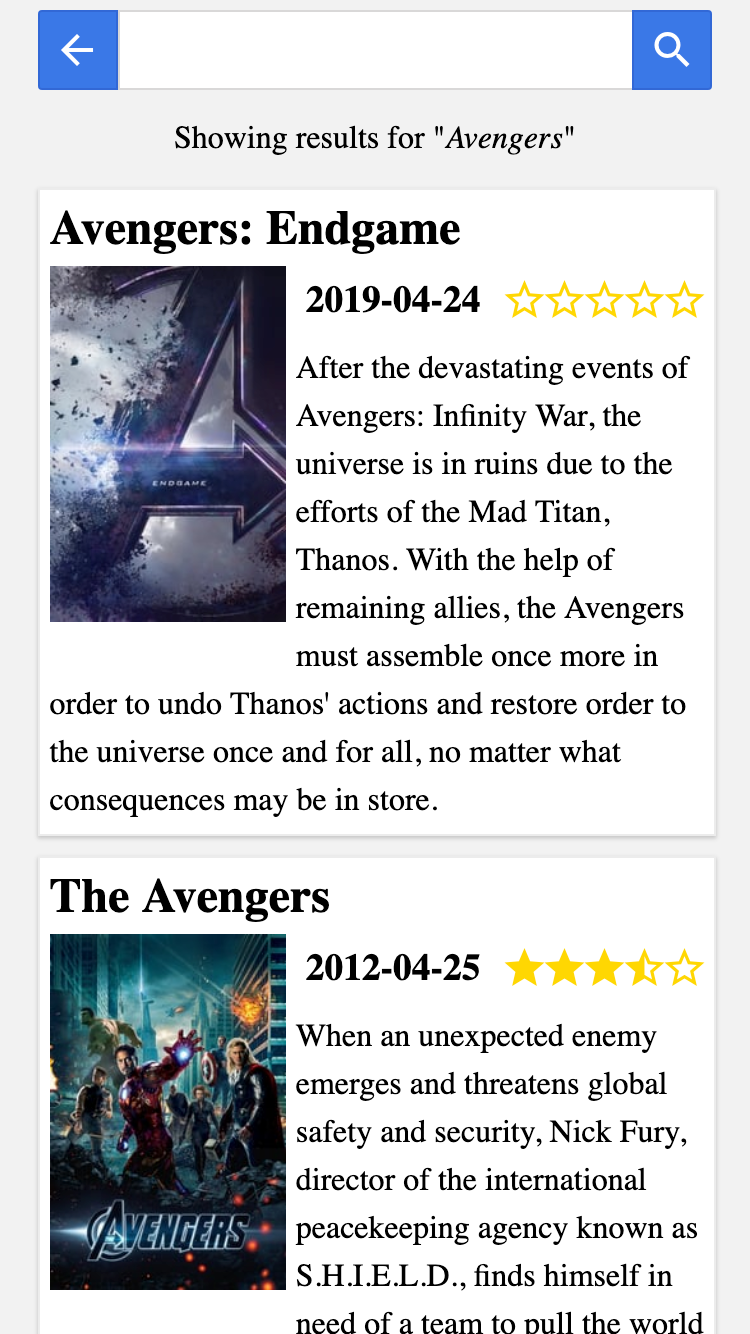 Showing results for "Avengers"
Avengers: Endgame
2019-04-24
ENDGAME
After the devastating events of
Avengers: Infinity War, the
universe is in ruins due to the
efforts of the Mad Titan,
Thanos. With the help of
remaining allies, the Avengers
must assemble once more in
order to undo Thanos' actions and restore order to
the universe once and for all, no matter what
consequences may be in store.
The Avengers
2012-04-25
AVENGERS
When an unexpected enemy
emerges and threatens global
safety and security, Nick Fury,
director of the international
peacekeeping agency known as
S.H.I.E.L.D., finds himself in
need of a team to pull the world